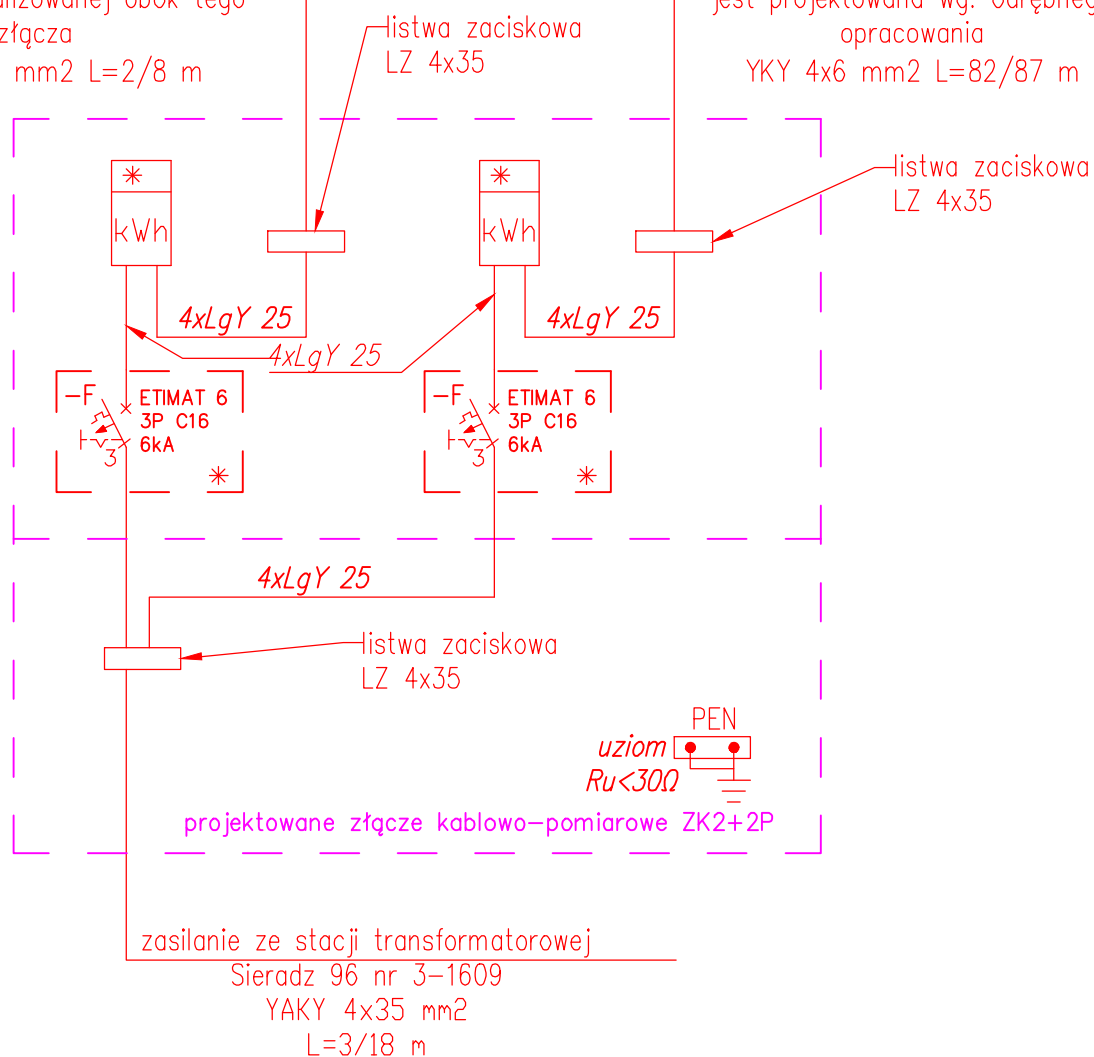 obok tego
złącza
mm2 L=2/8 m
listwa zaciskowa
LZ 4x35
jest projektowana wg. odrębnego
opracowania
YKY 4x6 mm2 L=82/87 m
listwa zaciskowa
LZ 4x35
*
kWh
*
kWh
4xLgY 25
4xLgY 25
4xLgY 25
-F
ETIMAT 6
3P C16
6kA
3
*
-F
ETIMAT 6
3P C16
6kA
3
*
4xLgY 25
listwa zaciskowa
LZ 4x35
PEN
uziom
Ru<30Ω
projektowane złącze kablowo-pomiarowe ZK2+2P
zasilanie ze stacji transformatorowej
Sieradz 96 nr 3-1609
YAKY 4x35 mm2
L=3/18 m